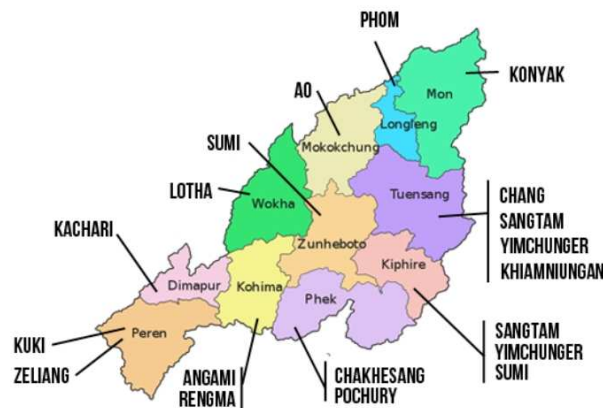 PHOM
KONYAK
Mon
AO
Longleng
Mokokchung
SUMI
LOTHA
Wokha
Tuensang
CHANG
SANGTAM
YIMCHUNGER
KHIAMNIUNGAN
KACHARI
Zunheboto
Kiphire
Dimapur
Kohima
Phek
Peren
KUKI
ZELIANG
ANGAMI
RENGMA
CHAKHESANG
POCHURY
SANGTAM
YIMCHUNGER
SUMI